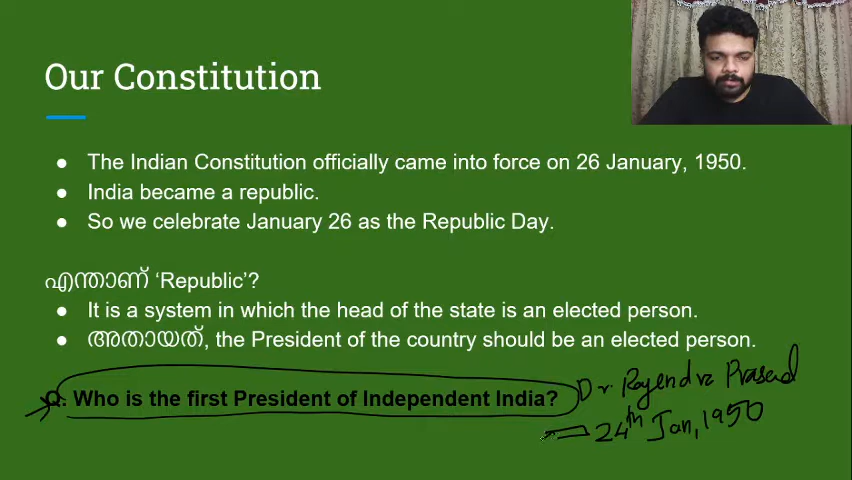 Our Constitution
● The Indian Constitution officially came into force on 26 January, 1950.
● India became a republic.
● So we celebrate January 26 as the Republic Day.
എന്താണ് ‘Republic’?
● It is a system in which the head of the state is an elected person.
● അതായത്, the President of the country should be an elected person.
Q. Who is the first President of Independent India? Dr. Rajendra Prasad
24th Jan, 1950